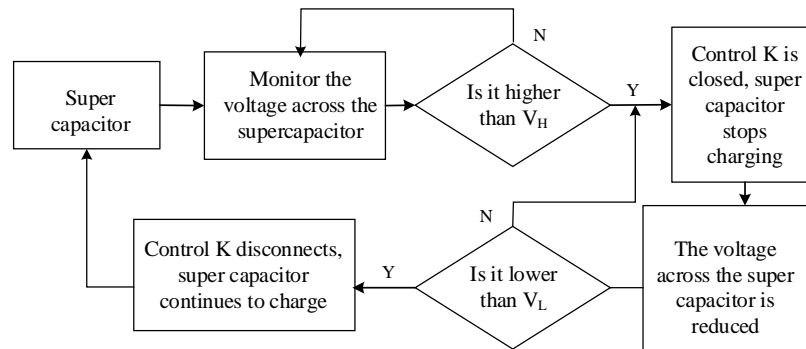 Super
capacitor
Monitor the
voltage across the
supercapacitor
N
Is it higher
than V_H
Y
Control K is
closed, super
capacitor
stops
charging
The voltage
across the super
capacitor is
reduced
N
Is it lower
than V_L
Y
Control K disconnects,
super capacitor
continues to charge